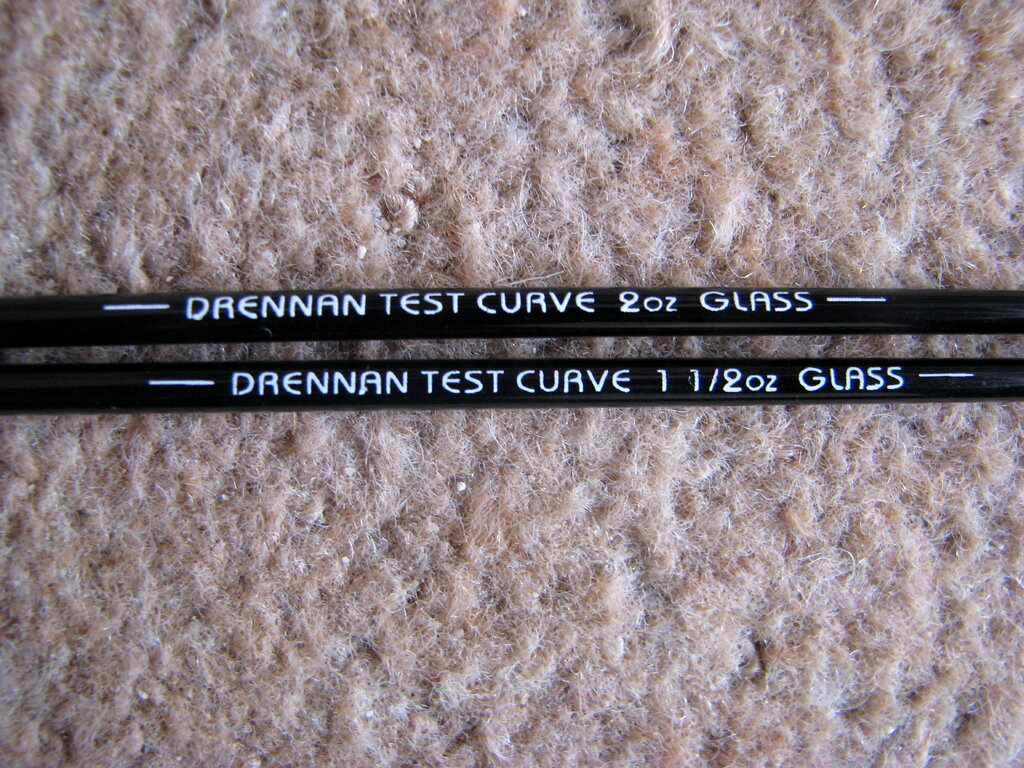 DRENNAN TEST CURVE 2oz GLASS
DRENNAN TEST CURVE 1 1/2oz GLASS